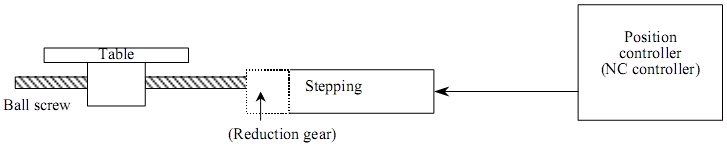 Table
Ball screw
(Reduction gear)
Stepping
Position
controller
(NC controller)